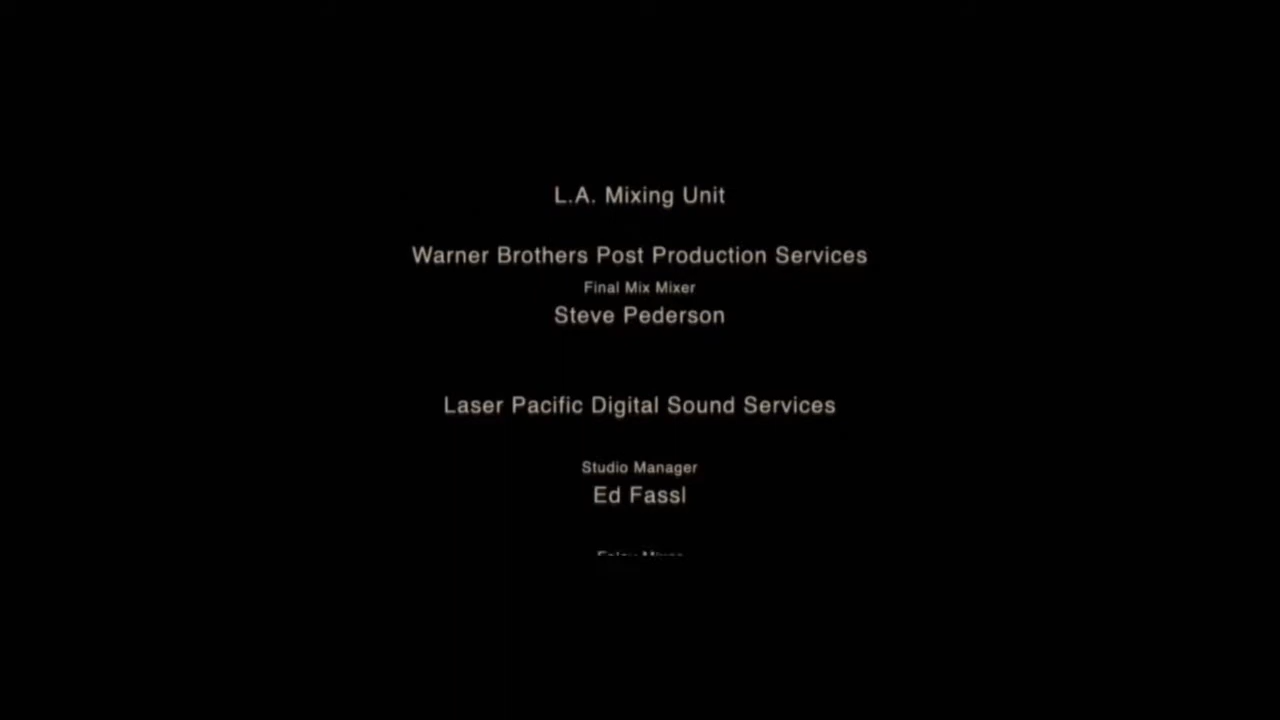 L.A. Mixing Unit
Warner Brothers Post Production Services
Final Mix Mixer
Steve Pederson
Laser Pacific Digital Sound Services
Studio Manager
Ed Fassl